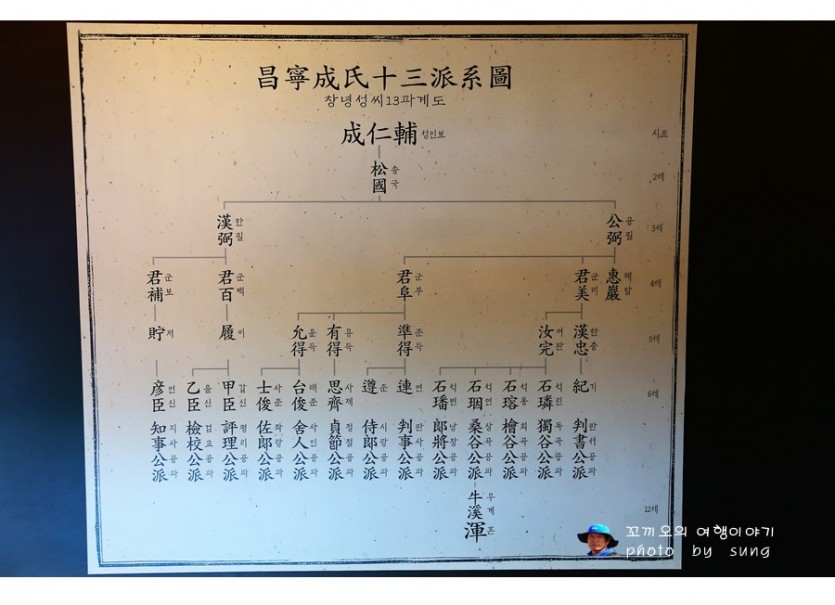 昌寧成氏十三派系圖
창녕성씨13파계도
成仁輔 성인보 시조
松國 송국 2세
漢弼 한필 公弼 공필 3세
君補 군보 君百 군백 君阜 군부 君美 군미 惠巖 혜암 4세
貯 저 履 이 允得 윤득 有得 유득 準得 준득 汝完 여완 漢忠 한충 5세
彦臣 언신 乙臣 을신 甲臣 갑신 士俊 사준 台俊 태준 思齊 사제 遵 준 連 연 石璠 석번 石珚 석연 石瑢 석용 石璘 석린 紀 기 6세
知事公派 지사공파 檢校公派 검교공파 評理公派 평리공파 佐郎公派 좌랑공파 舍人公派 사인공파 貞節公派 정절공파 侍郎公派 시랑공파 判事公派 판사공파 郎將公派 낭장공파 桑谷公派 상곡공파 檜谷公派 회곡공파 獨谷公派 독곡공파 判書公派 판서공파
牛溪 우계 12세
渾 혼
꼬끼오의 여행이야기
photo by sung